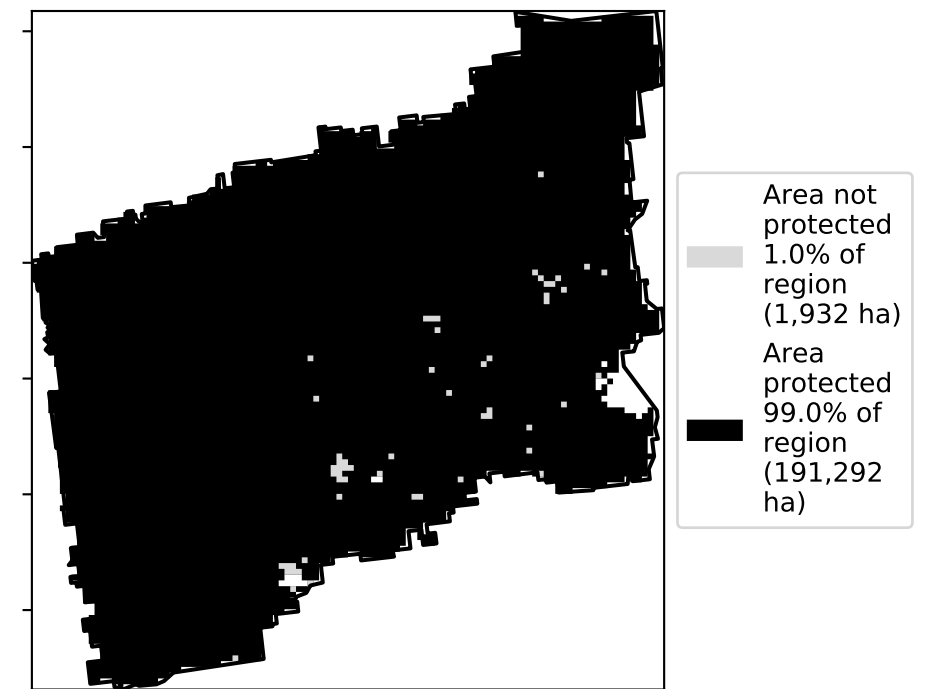 Area not
protected
1.0% of
region
(1,932 ha)
Area
protected
99.0% of
region
(191,292
ha)